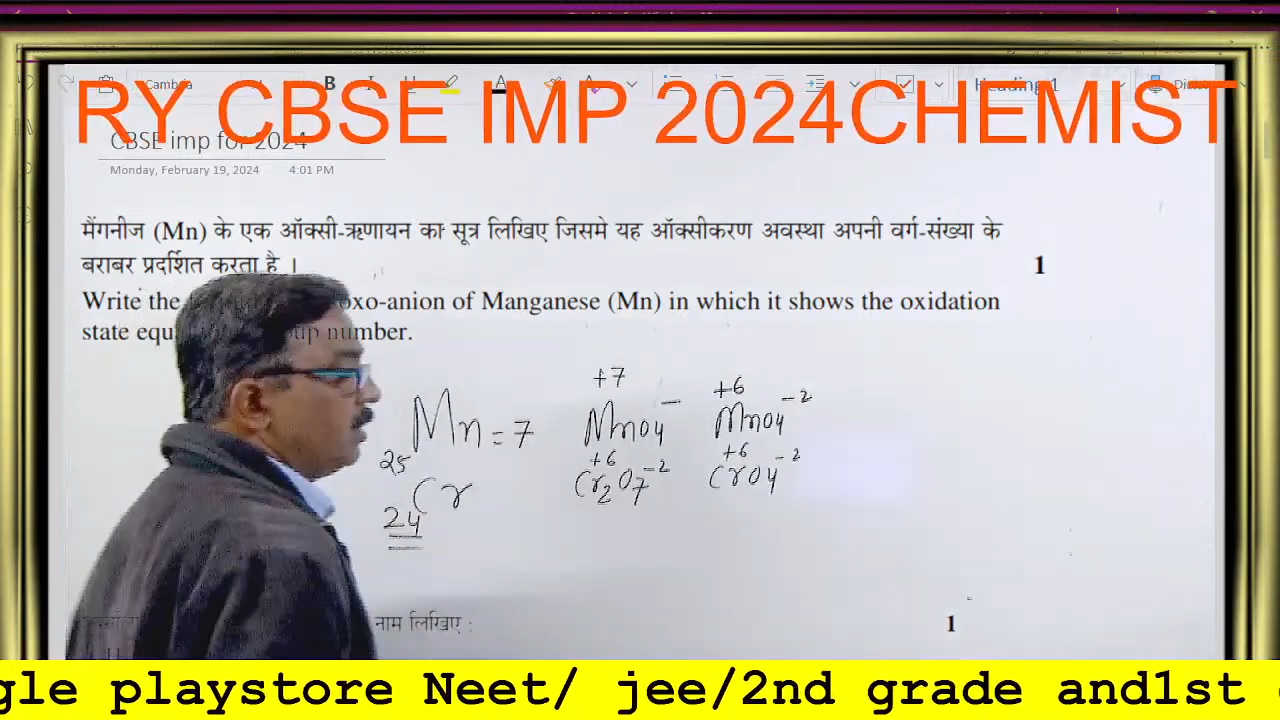 RY CBSE IMP 2024CHEMIST
Cambria
B I U A A Heading 1
CBSE imp for 2024
Monday, February 19, 2024 4:01 PM
मैंगनीज (Mn) के एक ऑक्सी-ऋणायन का सूत्र लिखिए जिसमे यह ऑक्सीकरण अवस्था अपनी वर्ग-संख्या के
बराबर प्रदर्शित करता है । 1
Write the oxo-anion of Manganese (Mn) in which it shows the oxidation
state number.
+7 +6
Mn = 7 MnO4⁻ MnO4⁻²
25 +6 +6
Cr Cr2O7⁻² CrO4⁻²
24
नाम लिखिए : 1
gle playstore Neet/ jee/2nd grade and1st